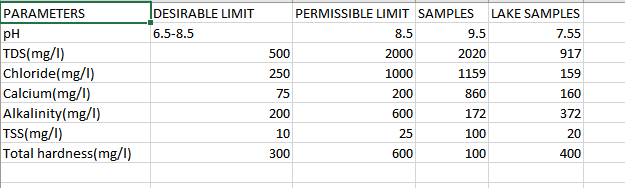 PARAMETERS DESIRABLE LIMIT PERMISSIBLE LIMIT SAMPLES LAKE SAMPLES
pH 6.5-8.5 8.5 9.5 7.55
TDS(mg/l) 500 2000 2020 917
Chloride(mg/l) 250 1000 1159 159
Calcium(mg/l) 75 200 860 160
Alkalinity(mg/l) 200 600 172 372
TSS(mg/l) 10 25 100 20
Total hardness(mg/l) 300 600 100 400